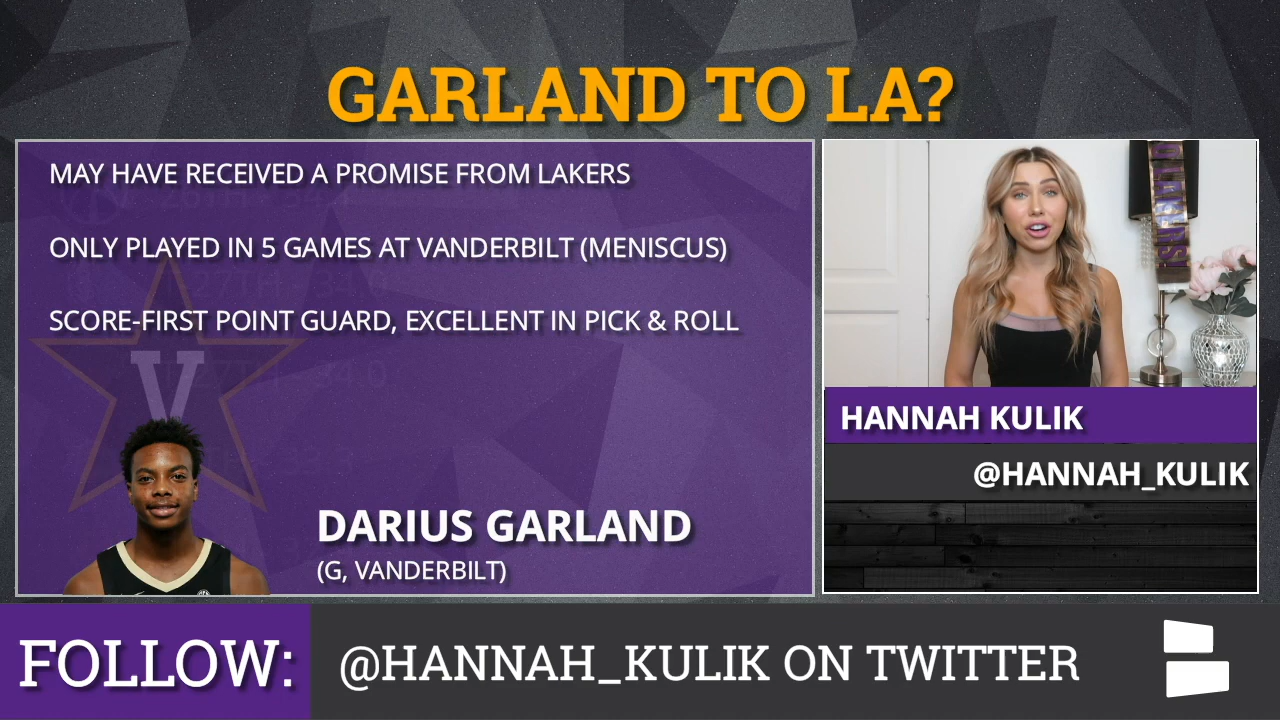 GARLAND TO LA?
MAY HAVE RECEIVED A PROMISE FROM LAKERS
ONLY PLAYED IN 5 GAMES AT VANDERBILT (MENISCUS)
SCORE-FIRST POINT GUARD, EXCELLENT IN PICK & ROLL
V
DARIUS GARLAND
(G, VANDERBILT)
HANNAH KULIK
@HANNAH_KULIK
FOLLOW: @HANNAH_KULIK ON TWITTER